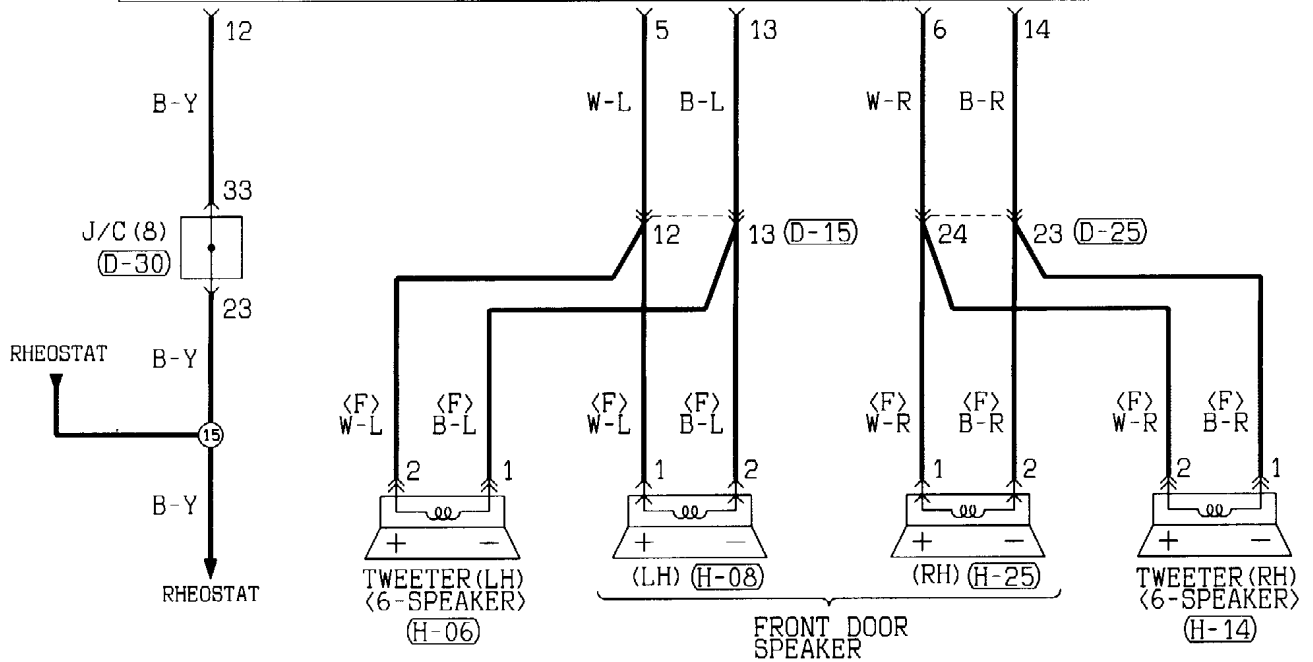 12 5 13 6 14
B-Y W-L B-L W-R B-R
33
J/C (8)
(D-30)
12 13 (D-15) 24 23 (D-25)
23
RHEOSTAT
B-Y
<F> <F> <F> <F> <F> <F> <F> <F>
W-L B-L W-L B-L W-R B-R W-R B-R
15
2 1 1 2 1 2 2 1
B-Y
+ − + − + − + −
RHEOSTAT
TWEETER (LH)
<6-SPEAKER>
(H-06)
(LH) (H-08)
(RH) (H-25)
TWEETER (RH)
<6-SPEAKER>
(H-14)
FRONT DOOR
SPEAKER